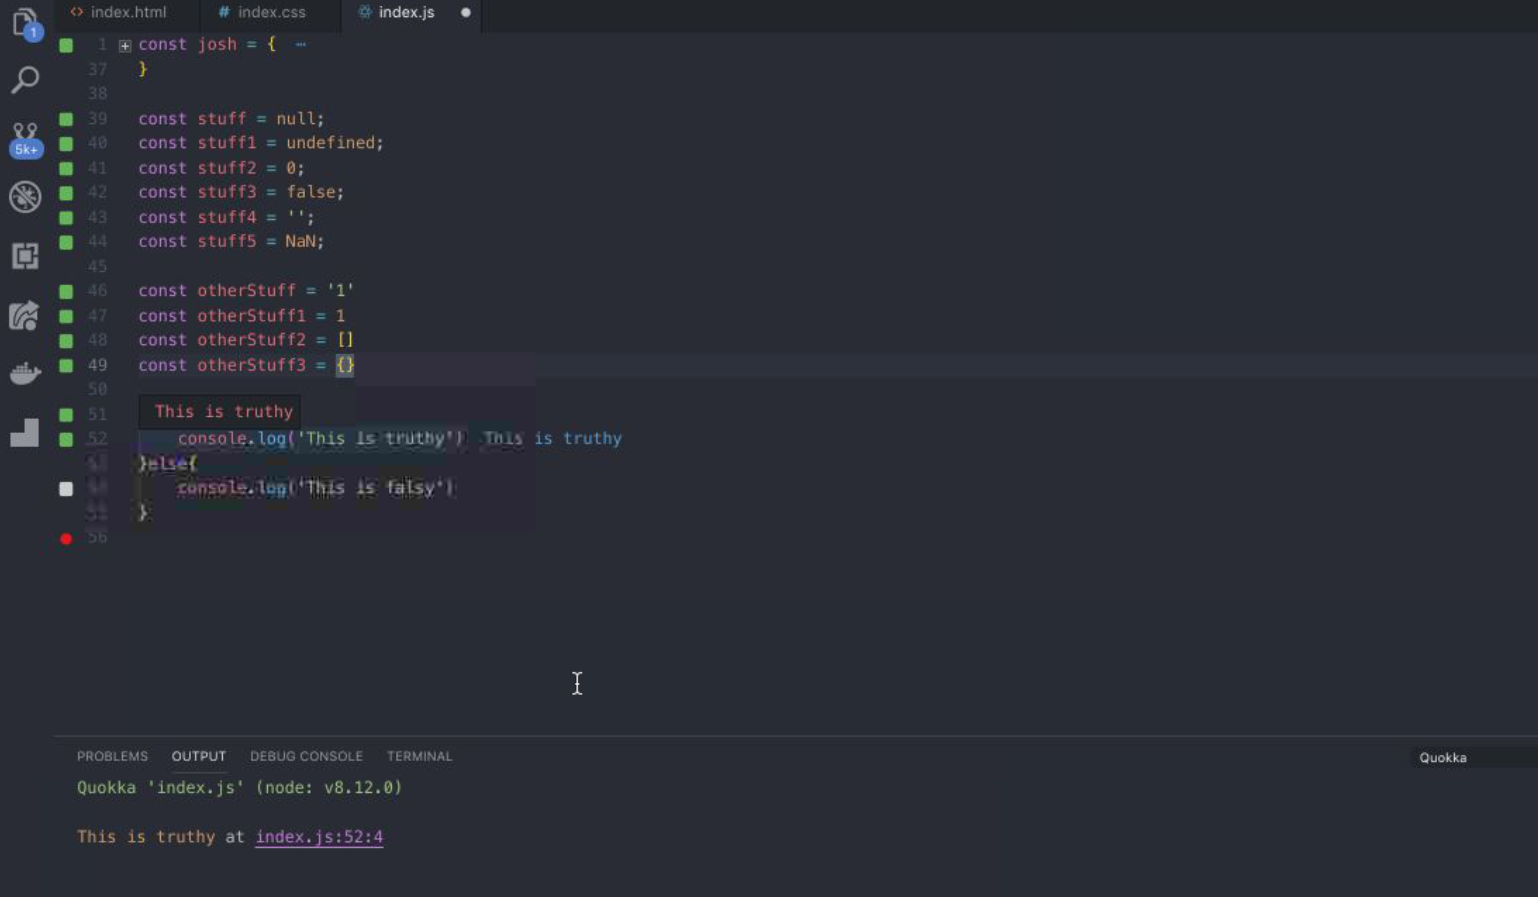 index.html
index.css
index.js
1
5k+
1 const josh = {
37 }
38
39 const stuff = null;
40 const stuff1 = undefined;
41 const stuff2 = 0;
42 const stuff3 = false;
43 const stuff4 = '';
44 const stuff5 = NaN;
45
46 const otherStuff = '1'
47 const otherStuff1 = 1
48 const otherStuff2 = []
49 const otherStuff3 = {}
50
This is truthy
51
52 console.log('This is truthy') This is truthy
}else{
console.log('This is falsy')
}
56
PROBLEMS OUTPUT DEBUG CONSOLE TERMINAL
Quokka
Quokka 'index.js' (node: v8.12.0)
This is truthy at index.js:52:4